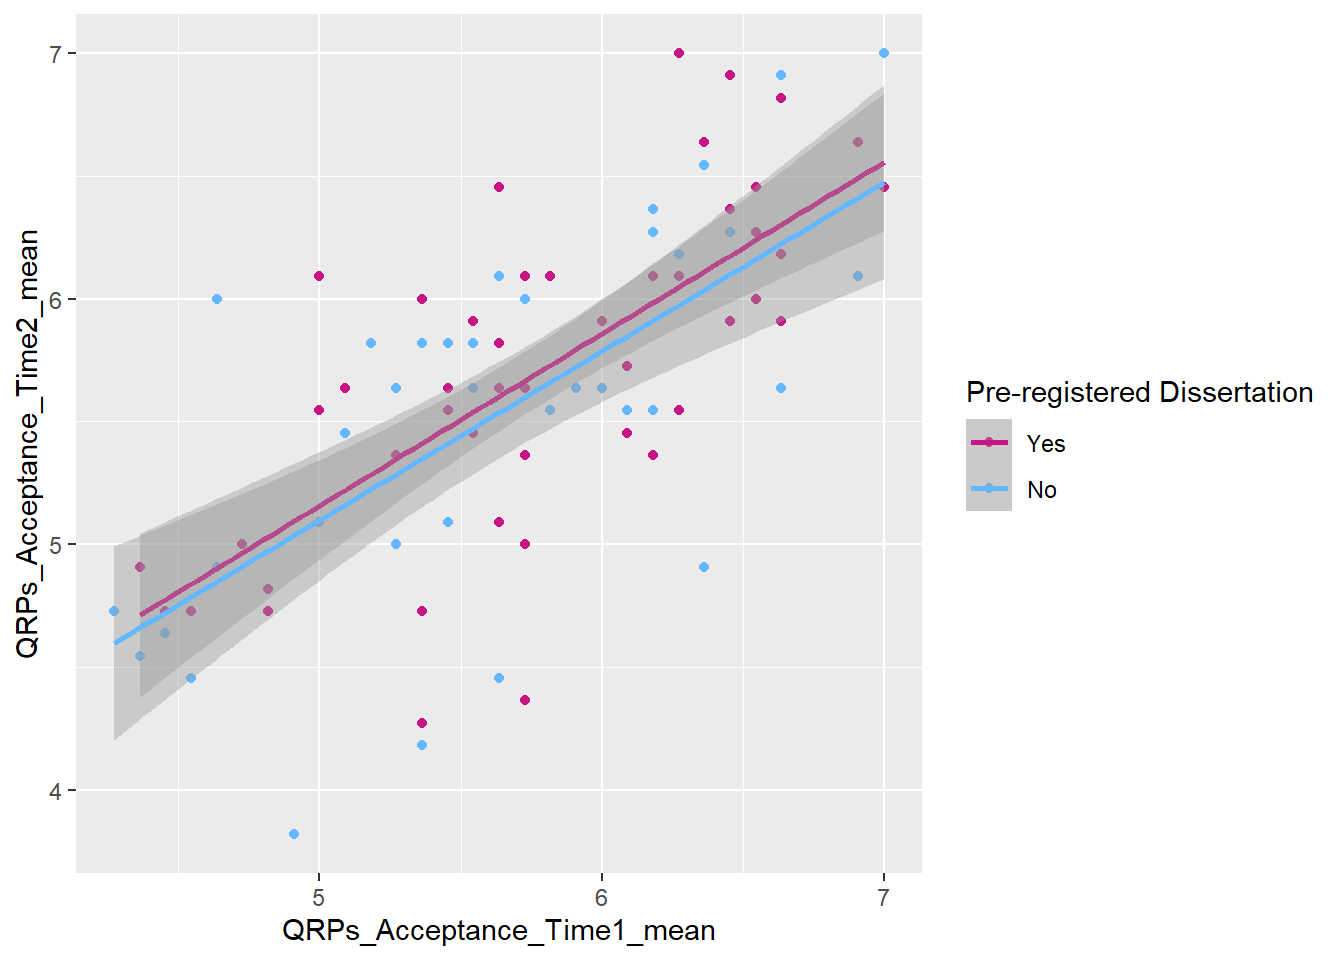 7
6
5
4
QRPs_Acceptance_Time2_mean
5
6
7
QRPs_Acceptance_Time1_mean
Pre-registered Dissertation
Yes
No